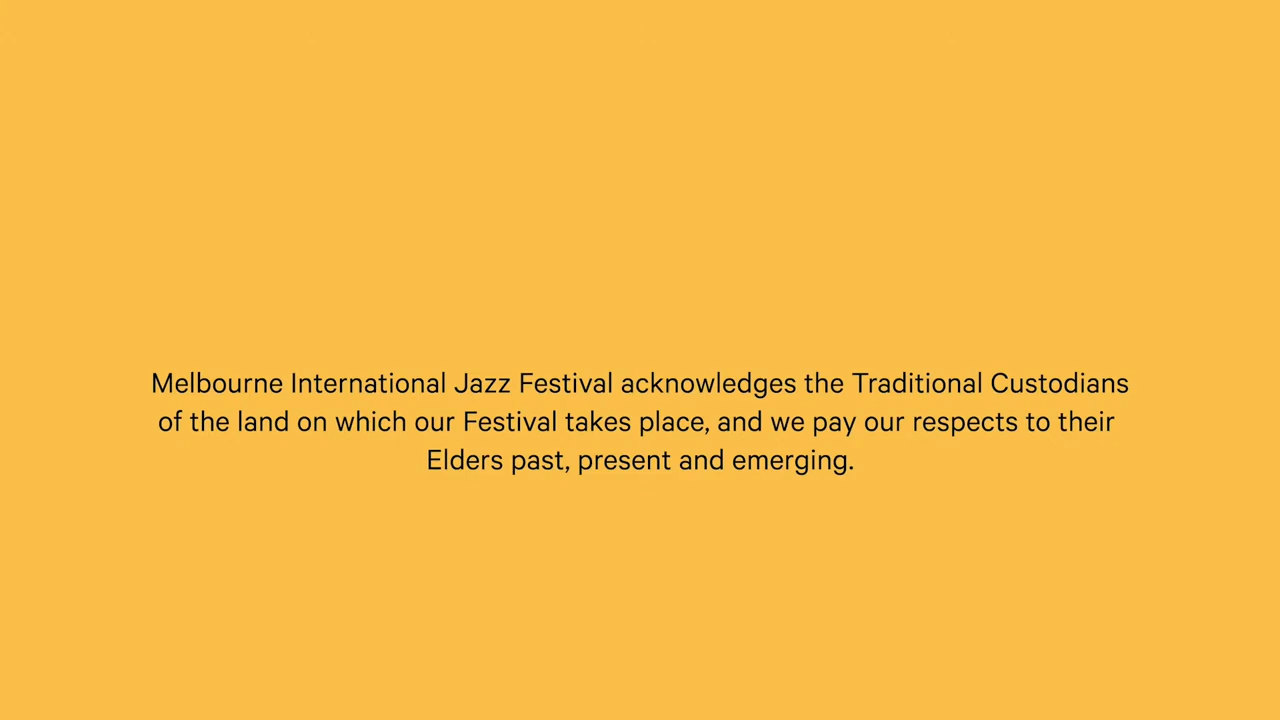 Melbourne International Jazz Festival acknowledges the Traditional Custodians
of the land on which our Festival takes place, and we pay our respects to their
Elders past, present and emerging.